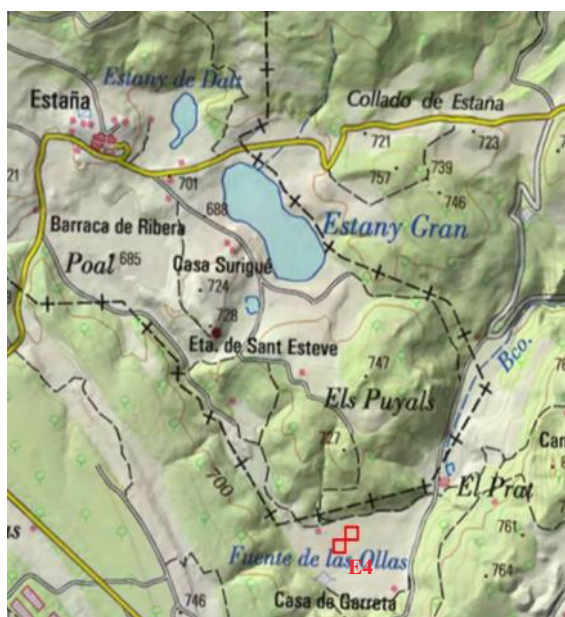 Estany de Dalt
Estaña
Collado de Estaña
721
723
757
739
21
701
746
688
Barraca de Ribera
Estany Gran
Poal
685
Casa Surigué
724
728
Eta. de Sant Esteve
Bco.
747
Els Puyals
727
Can
700
El Prat
761
Fuente de las Ollas
E4
764
Casa de Garreta
746
as